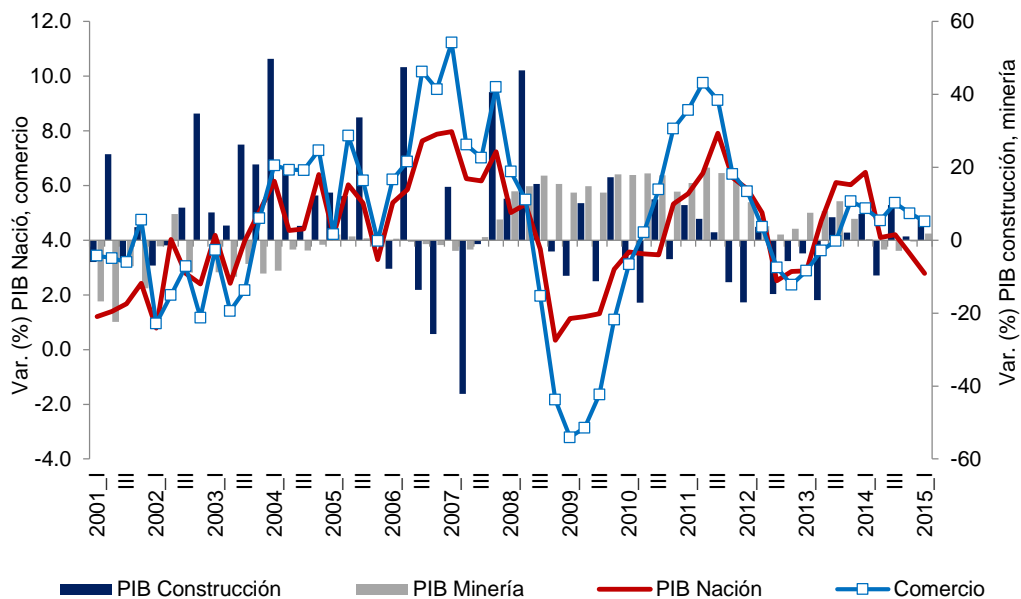 12.0
10.0
8.0
6.0
4.0
2.0
0.0
-2.0
-4.0
Var. (%) PIB Nació, comercio
60
40
20
0
-20
-40
-60
Var. (%) PIB construcción, minería
2001_I
III
2002_I
III
2003_I
III
2004_I
III
2005_I
III
2006_I
III
2007_I
III
2008_I
III
2009_I
III
2010_I
III
2011_I
III
2012_I
III
2013_I
III
2014_I
III
2015_I
PIB Construcción
PIB Minería
PIB Nación
Comercio